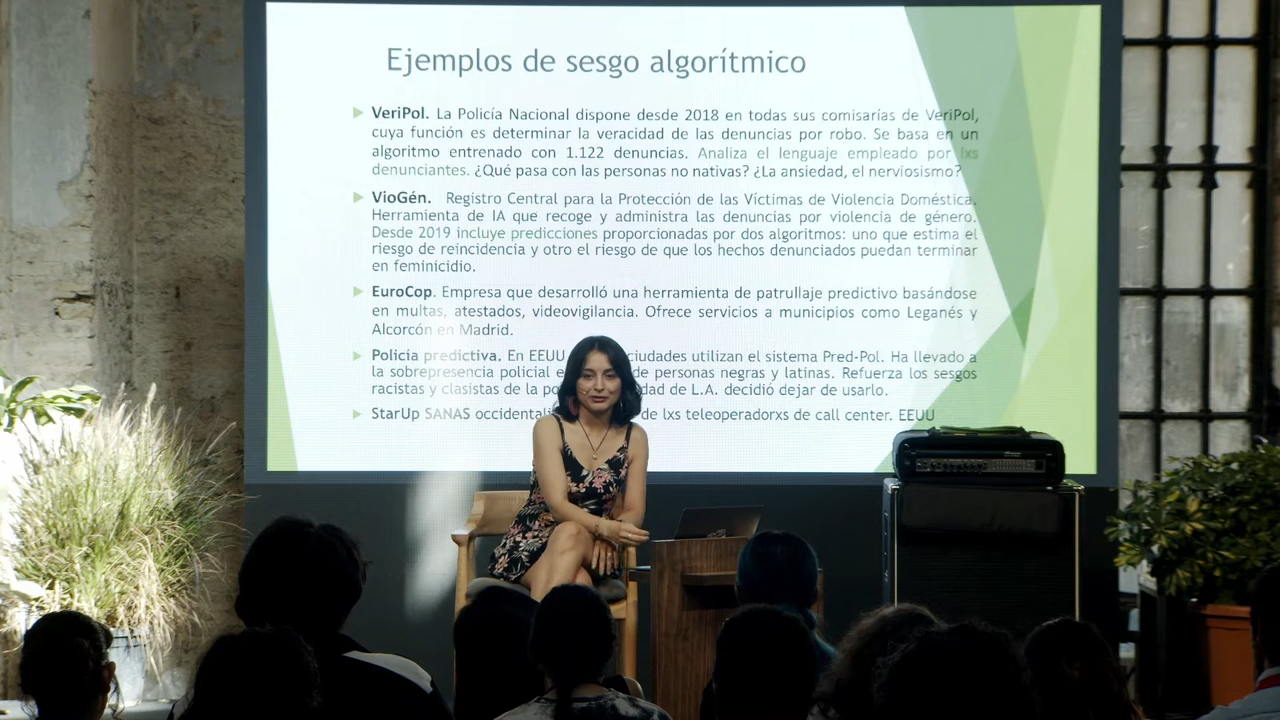 Ejemplos de sesgo algorítmico
VeriPol. La Policía Nacional dispone desde 2018 en todas sus comisarías de VeriPol,
cuya función es determinar la veracidad de las denuncias por robo. Se basa en un
algoritmo entrenado con 1.122 denuncias. Analiza el lenguaje empleado por lxs
denunciantes. ¿Qué pasa con las personas no nativas? ¿La ansiedad, el nerviosismo?
VioGén. Registro Central para la Protección de las Víctimas de Violencia Doméstica.
Herramienta de IA que recoge y administra las denuncias por violencia de género.
Desde 2019 incluye predicciones proporcionadas por dos algoritmos: uno que estima el
riesgo de reincidencia y otro el riesgo de que los hechos denunciados puedan terminar
en feminicidio.
EuroCop. Empresa que desarrolló una herramienta de patrullaje predictivo basándose
en multas, atestados, videovigilancia. Ofrece servicios a municipios como Leganés y
Alcorcón en Madrid.
Policía predictiva. En EEUU ciudades utilizan el sistema Pred-Pol. Ha llevado a
la sobrepresencia policial de personas negras y latinas. Refuerza los sesgos
racistas y clasistas de la de L.A. decidió dejar de usarlo.
StarUp SANAS de lxs teleoperadorxs de call center. EEUU